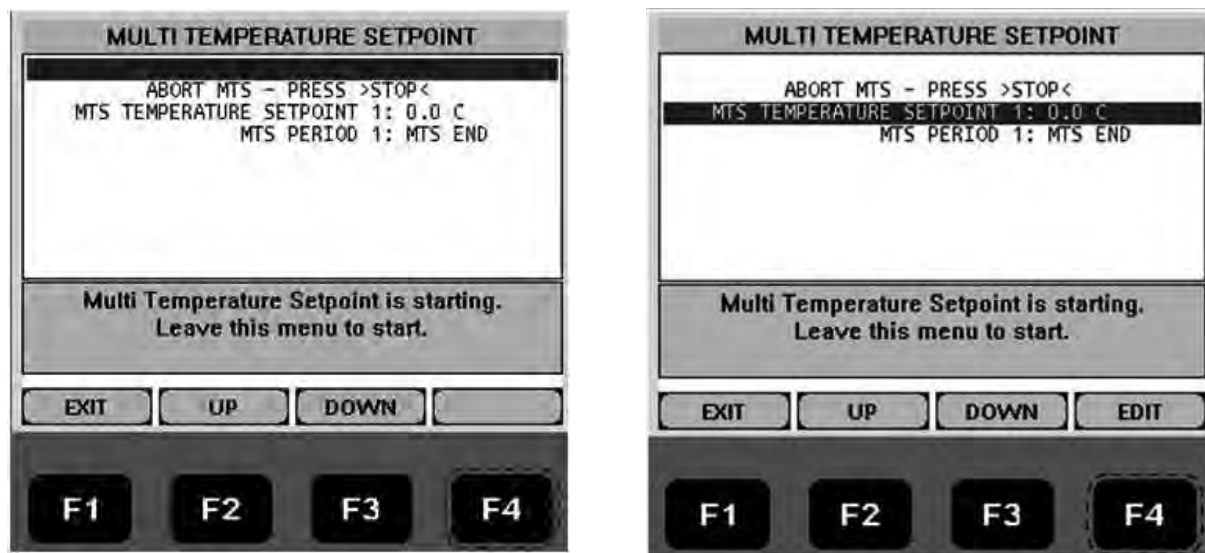 MULTI TEMPERATURE SETPOINT
ABORT MTS - PRESS >STOP<
MTS TEMPERATURE SETPOINT 1: 0.0 C
MTS PERIOD 1: MTS END
Multi Temperature Setpoint is starting.
Leave this menu to start.
EXIT UP DOWN
F1 F2 F3 F4
MULTI TEMPERATURE SETPOINT
ABORT MTS - PRESS >STOP<
MTS TEMPERATURE SETPOINT 1: 0.0 C
MTS PERIOD 1: MTS END
Multi Temperature Setpoint is starting.
Leave this menu to start.
EXIT UP DOWN EDIT
F1 F2 F3 F4